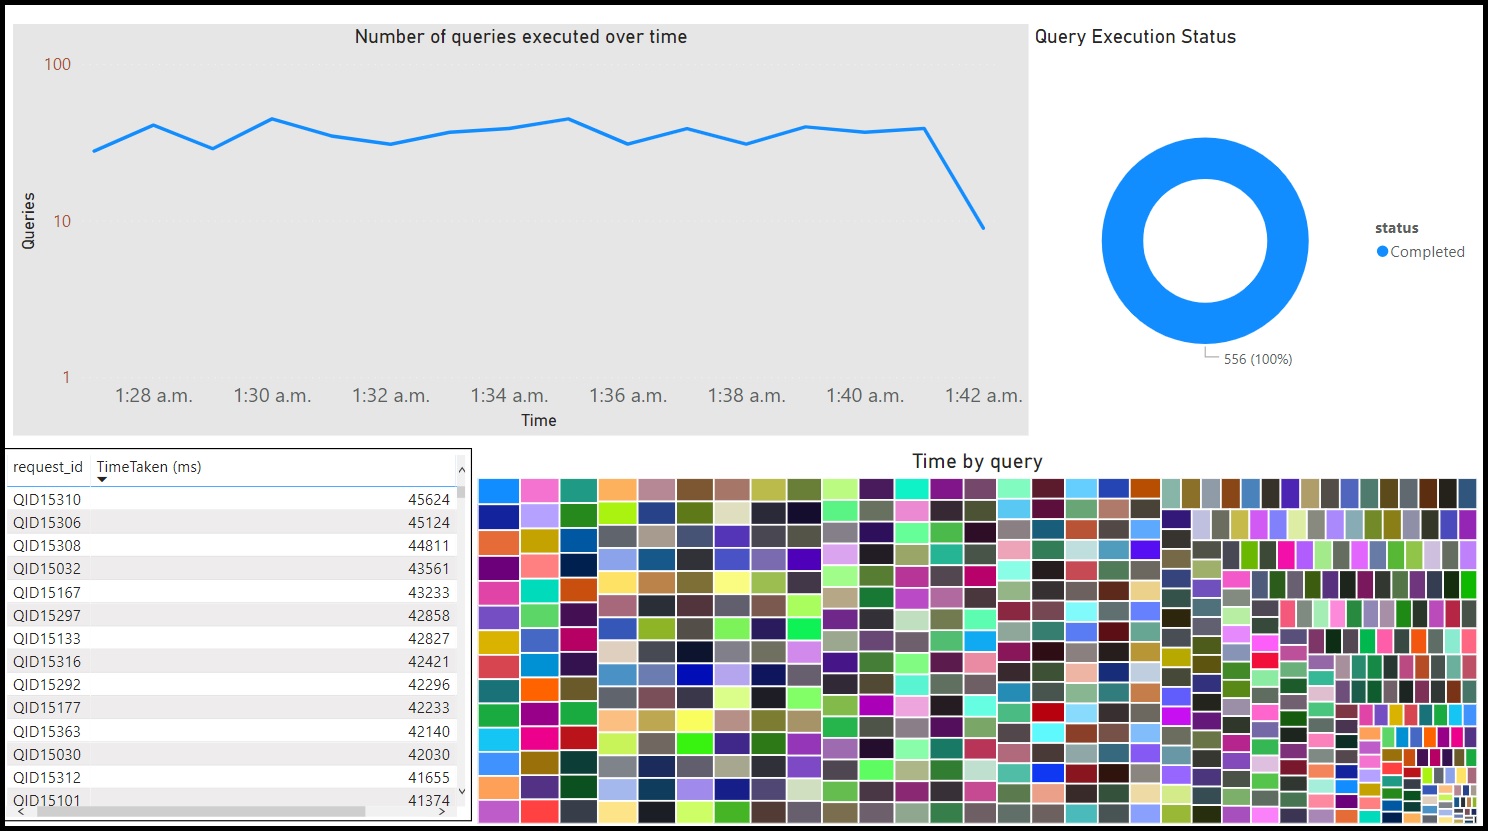 Number of queries executed over time
100
10
1
Queries
1:28 a.m. 1:30 a.m. 1:32 a.m. 1:34 a.m. 1:36 a.m. 1:38 a.m. 1:40 a.m. 1:42 a.m.
Time
Query Execution Status
status
Completed
556 (100%)
request_id TimeTaken (ms)
QID15310 45624
QID15306 45124
QID15308 44811
QID15032 43561
QID15167 43233
QID15297 42858
QID15133 42827
QID15316 42421
QID15292 42296
QID15177 42233
QID15363 42140
QID15030 42030
QID15312 41655
QID15101 41374
Time by query